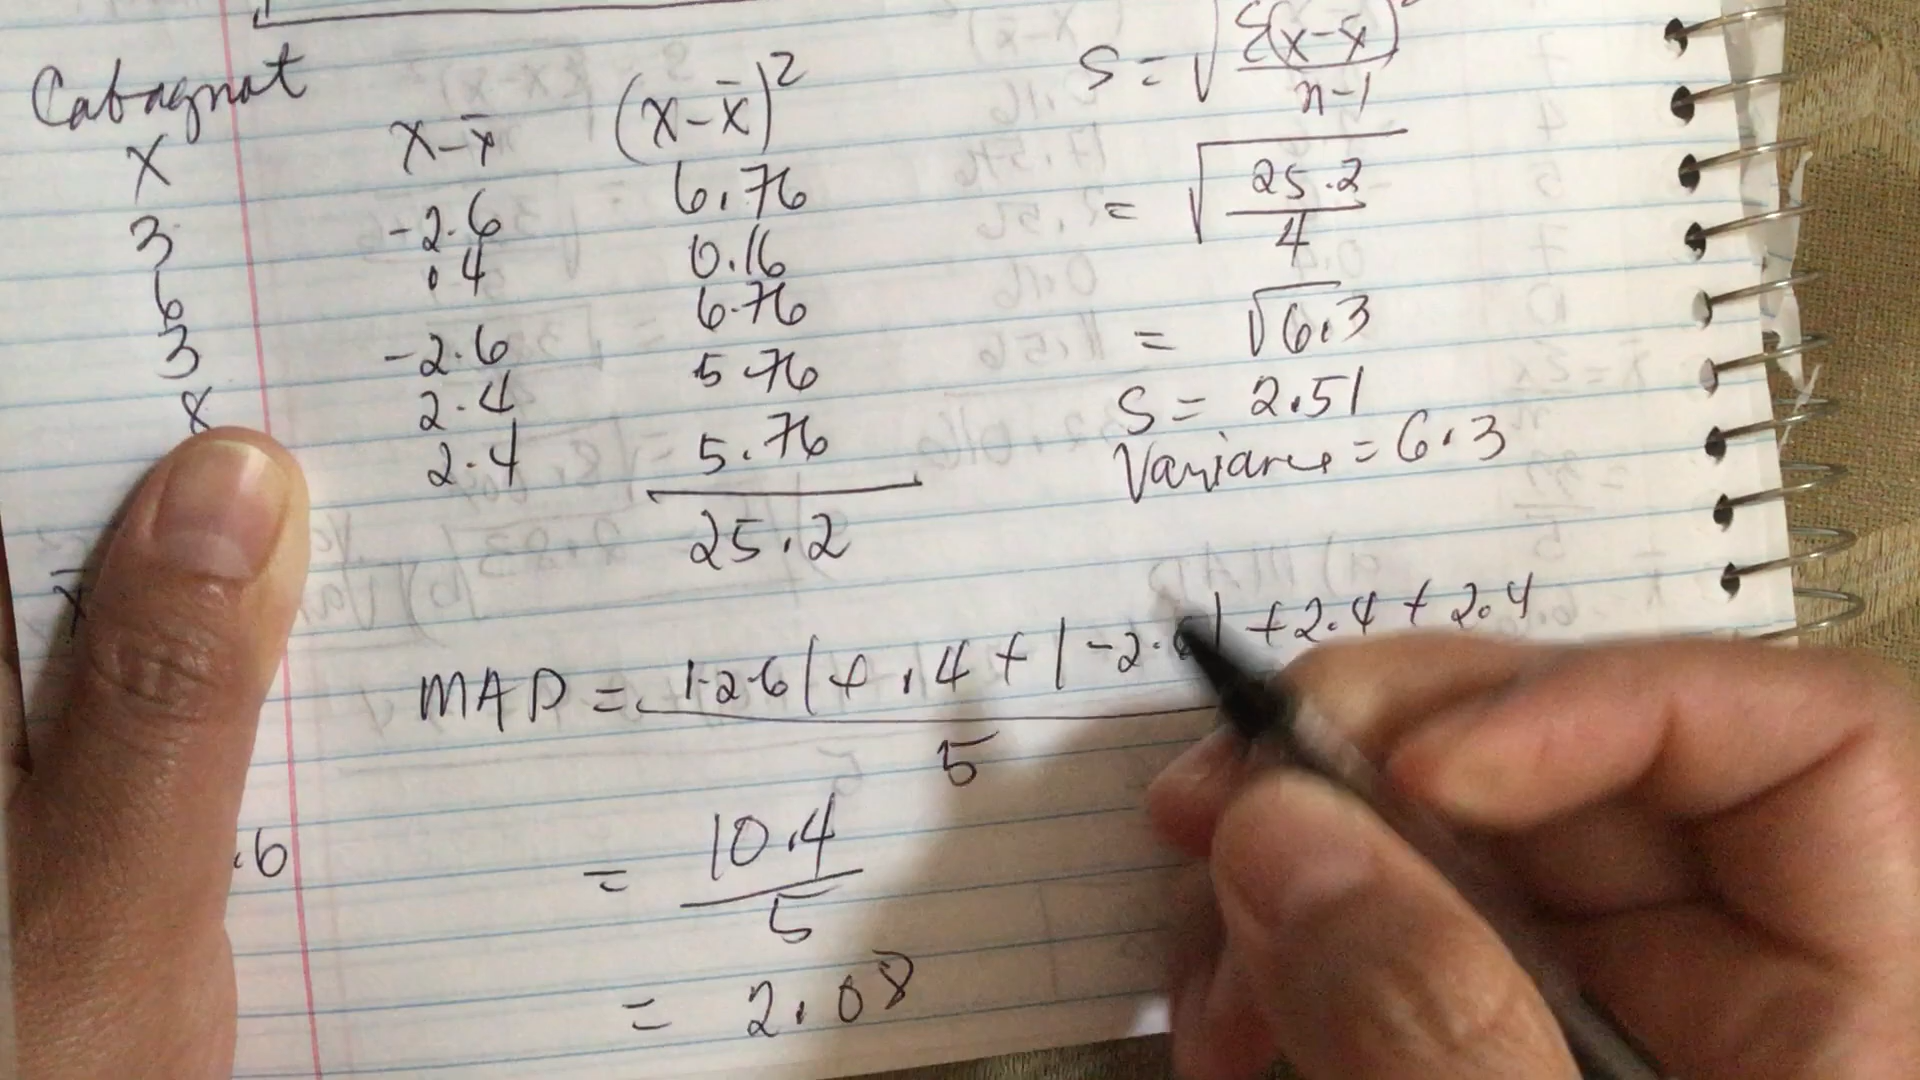 Cabagnot
X
3
6
3
8
x̄
.6
X-x̄
-2.6
.4
-2.6
2.4
2.4
(X-x̄)²
6.76
0.16
6.76
5.76
5.76
25.2
S = √Σ(X-x̄)²
n-1
= √25.2
4
= √6.3
S = 2.51
Variance = 6.3
MAD = |-2.6| + .4 + |-2.6| + 2.4 + 2.4
5
= 10.4
5
= 2.08